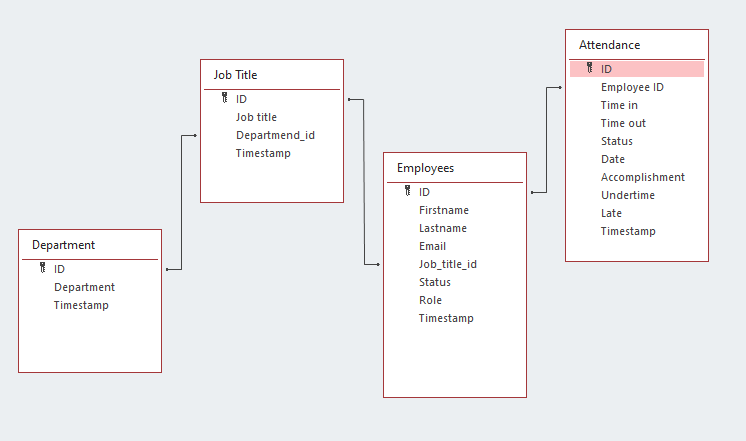 Department
ID
Department
Timestamp
Job Title
ID
Job title
Departmend_id
Timestamp
Employees
ID
Firstname
Lastname
Email
Job_title_id
Status
Role
Timestamp
Attendance
ID
Employee ID
Time in
Time out
Status
Date
Accomplishment
Undertime
Late
Timestamp